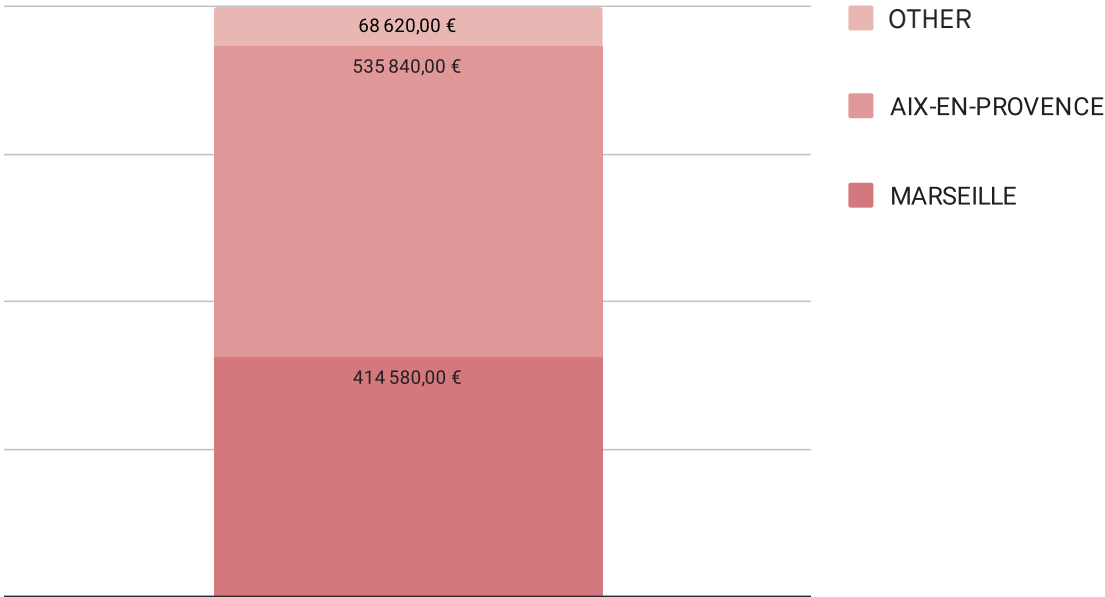 68 620,00 €
535 840,00 €
414 580,00 €
OTHER
AIX-EN-PROVENCE
MARSEILLE